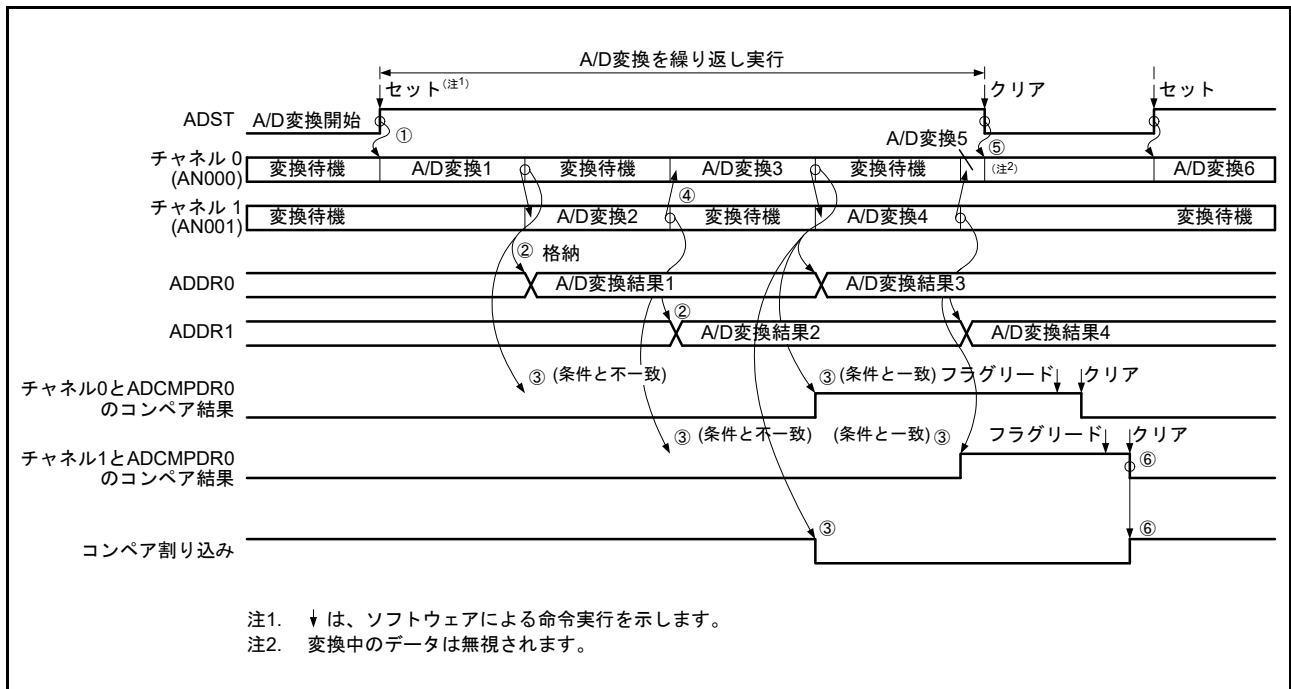 A/D変換を繰り返し実行
セット(注1)
クリア
セット
ADST
A/D変換開始
①
A/D変換5
⑤
チャネル 0
(AN000)
変換待機
A/D変換1
変換待機
A/D変換3
変換待機
(注2)
A/D変換6
④
チャネル 1
(AN001)
変換待機
A/D変換2
変換待機
A/D変換4
変換待機
② 格納
ADDR0
A/D変換結果1
A/D変換結果3
②
ADDR1
A/D変換結果2
A/D変換結果4
③ (条件と不一致)
③ (条件と一致)
フラグリード
クリア
チャネル0とADCMPDR0
のコンペア結果
③ (条件と不一致)
(条件と一致) ③
フラグリード
クリア
チャネル1とADCMPDR0
のコンペア結果
⑥
③
⑥
コンペア割り込み
注1. ↓ は、ソフトウェアによる命令実行を示します。
注2. 変換中のデータは無視されます。